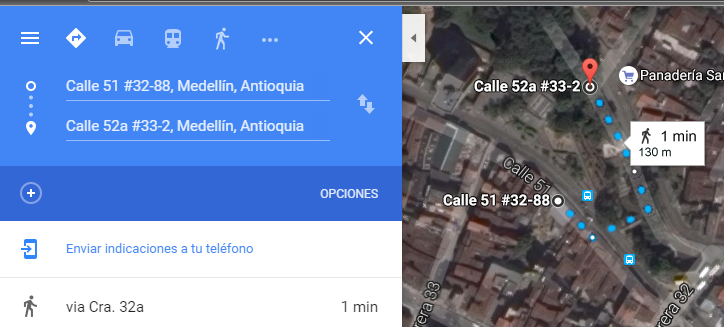 Calle 51 #32-88, Medellín, Antioquia
Calle 52a #33-2, Medellín, Antioquia
OPCIONES
Enviar indicaciones a tu teléfono
via Cra. 32a
1 min
Calle 52a #33-2
Panadería San
1 min
130 m
Calle 51
Calle 51 #32-88
rera 33
rera 32